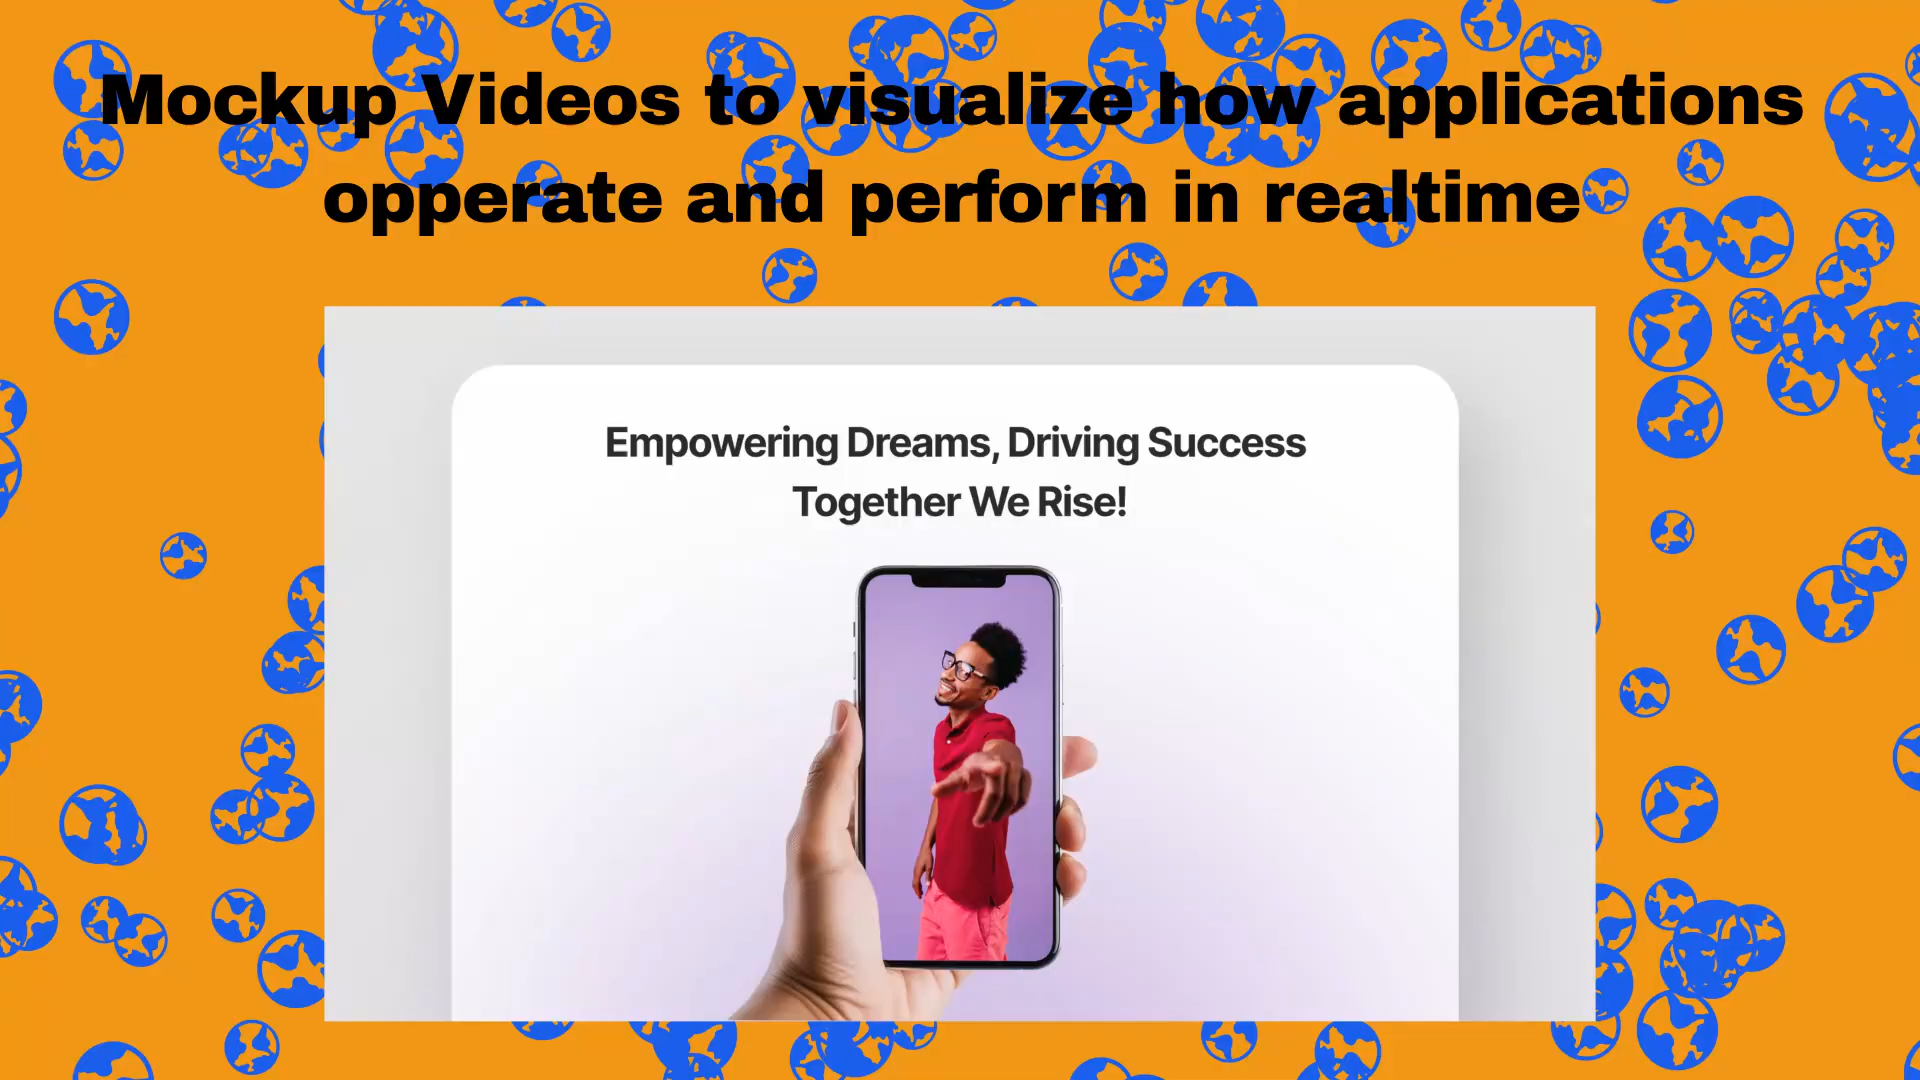 Mockup Videos to visualize how applications
opperate and perform in realtime
Empowering Dreams, Driving Success
Together We Rise!